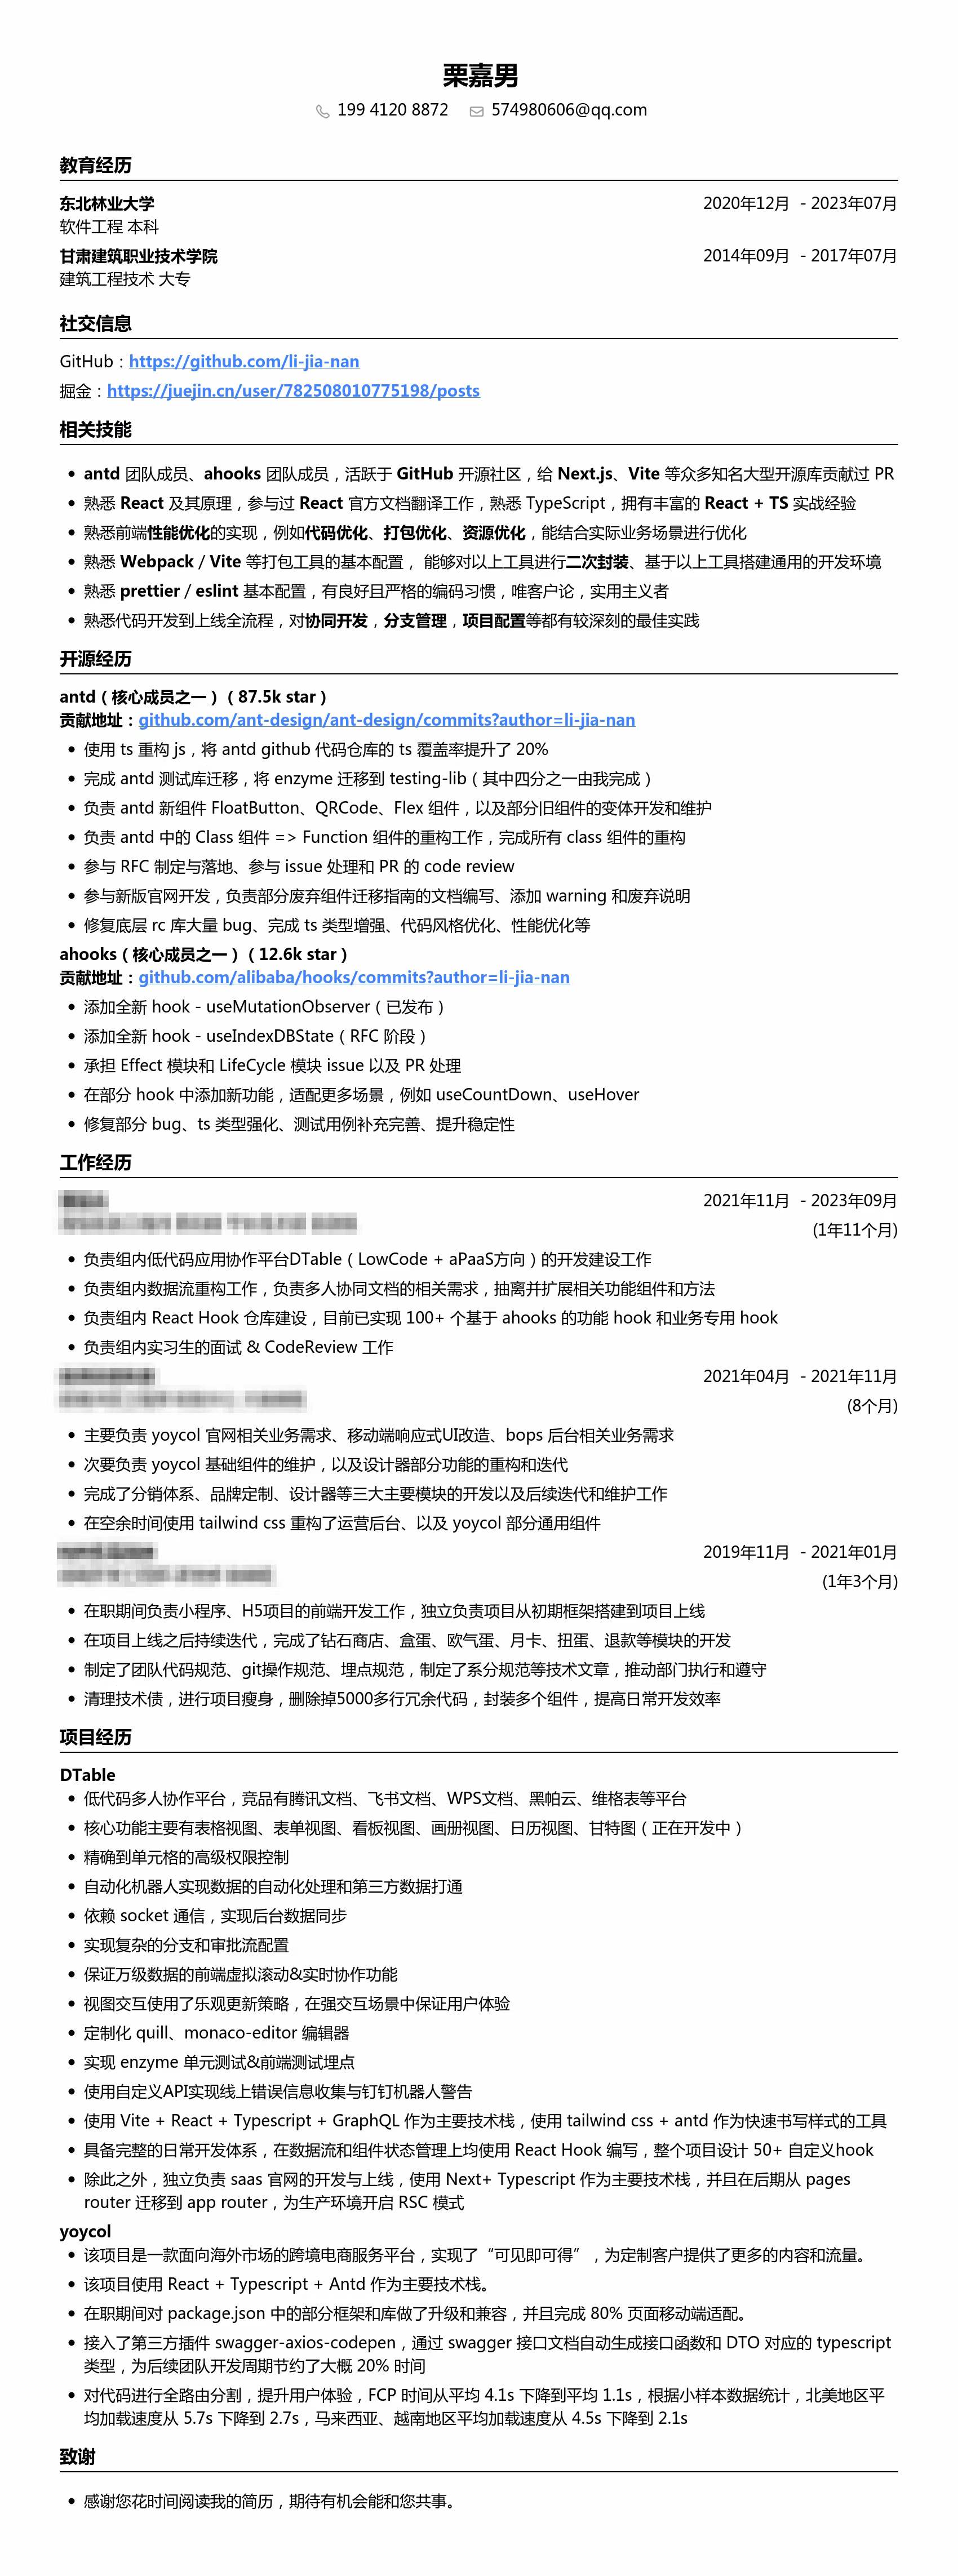 栗嘉男
199 4120 8872 574980606@qq.com
教育经历
东北林业大学 2020年12月 - 2023年07月
软件工程 本科
甘肃建筑职业技术学院 2014年09月 - 2017年07月
建筑工程技术 大专
社交信息
GitHub：https://github.com/li-jia-nan
掘金：https://juejin.cn/user/782508010775198/posts
相关技能
antd 团队成员、ahooks 团队成员，活跃于 GitHub 开源社区，给 Next.js、Vite 等众多知名大型开源库贡献过 PR
熟悉 React 及其原理，参与过 React 官方文档翻译工作，熟悉 TypeScript，拥有丰富的 React + TS 实战经验
熟悉前端性能优化的实现，例如代码优化、打包优化、资源优化，能结合实际业务场景进行优化
熟悉 Webpack / Vite 等打包工具的基本配置， 能够对以上工具进行二次封装、基于以上工具搭建通用的开发环境
熟悉 prettier / eslint 基本配置，有良好且严格的编码习惯，唯客户论，实用主义者
熟悉代码开发到上线全流程，对协同开发，分支管理，项目配置等都有较深刻的最佳实践
开源经历
antd（核心成员之一）（87.5k star）
贡献地址：github.com/ant-design/ant-design/commits?author=li-jia-nan
使用 ts 重构 js，将 antd github 代码仓库的 ts 覆盖率提升了 20%
完成 antd 测试库迁移，将 enzyme 迁移到 testing-lib（其中四分之一由我完成）
负责 antd 新组件 FloatButton、QRCode、Flex 组件，以及部分旧组件的变体开发和维护
负责 antd 中的 Class 组件 => Function 组件的重构工作，完成所有 class 组件的重构
参与 RFC 制定与落地、参与 issue 处理和 PR 的 code review
参与新版官网开发，负责部分废弃组件迁移指南的文档编写、添加 warning 和废弃说明
修复底层 rc 库大量 bug、完成 ts 类型增强、代码风格优化、性能优化等
ahooks（核心成员之一）（12.6k star）
贡献地址：github.com/alibaba/hooks/commits?author=li-jia-nan
添加全新 hook - useMutationObserver（已发布）
添加全新 hook - useIndexDBState（RFC 阶段）
承担 Effect 模块和 LifeCycle 模块 issue 以及 PR 处理
在部分 hook 中添加新功能，适配更多场景，例如 useCountDown、useHover
修复部分 bug、ts 类型强化、测试用例补充完善、提升稳定性
工作经历
2021年11月 - 2023年09月
(1年11个月)
负责组内低代码应用协作平台DTable（LowCode + aPaaS方向）的开发建设工作
负责组内数据流重构工作，负责多人协同文档的相关需求，抽离并扩展相关功能组件和方法
负责组内 React Hook 仓库建设，目前已实现 100+ 个基于 ahooks 的功能 hook 和业务专用 hook
负责组内实习生的面试 & CodeReview 工作
2021年04月 - 2021年11月
(8个月)
主要负责 yoycol 官网相关业务需求、移动端响应式UI改造、bops 后台相关业务需求
次要负责 yoycol 基础组件的维护，以及设计器部分功能的重构和迭代
完成了分销体系、品牌定制、设计器等三大主要模块的开发以及后续迭代和维护工作
在空余时间使用 tailwind css 重构了运营后台、以及 yoycol 部分通用组件
2019年11月 - 2021年01月
(1年3个月)
在职期间负责小程序、H5项目的前端开发工作，独立负责项目从初期框架搭建到项目上线
在项目上线之后持续迭代，完成了钻石商店、盒蛋、欧气蛋、月卡、扭蛋、退款等模块的开发
制定了团队代码规范、git操作规范、埋点规范，制定了系分规范等技术文章，推动部门执行和遵守
清理技术债，进行项目瘦身，删除掉5000多行冗余代码，封装多个组件，提高日常开发效率
项目经历
DTable
低代码多人协作平台，竞品有腾讯文档、飞书文档、WPS文档、黑帕云、维格表等平台
核心功能主要有表格视图、表单视图、看板视图、画册视图、日历视图、甘特图（正在开发中）
精确到单元格的高级权限控制
自动化机器人实现数据的自动化处理和第三方数据打通
依赖 socket 通信，实现后台数据同步
实现复杂的分支和审批流配置
保证万级数据的前端虚拟滚动&实时协作功能
视图交互使用了乐观更新策略，在强交互场景中保证用户体验
定制化 quill、monaco-editor 编辑器
实现 enzyme 单元测试&前端测试埋点
使用自定义API实现线上错误信息收集与钉钉机器人警告
使用 Vite + React + Typescript + GraphQL 作为主要技术栈，使用 tailwind css + antd 作为快速书写样式的工具
具备完整的日常开发体系，在数据流和组件状态管理上均使用 React Hook 编写，整个项目设计 50+ 自定义hook
除此之外，独立负责 saas 官网的开发与上线，使用 Next+ Typescript 作为主要技术栈，并且在后期从 pages
router 迁移到 app router，为生产环境开启 RSC 模式
yoycol
该项目是一款面向海外市场的跨境电商服务平台，实现了“可见即可得”，为定制客户提供了更多的内容和流量。
该项目使用 React + Typescript + Antd 作为主要技术栈。
在职期间对 package.json 中的部分框架和库做了升级和兼容，并且完成 80% 页面移动端适配。
接入了第三方插件 swagger-axios-codepen，通过 swagger 接口文档自动生成接口函数和 DTO 对应的 typescript
类型，为后续团队开发周期节约了大概 20% 时间
对代码进行全路由分割，提升用户体验，FCP 时间从平均 4.1s 下降到平均 1.1s，根据小样本数据统计，北美地区平
均加载速度从 5.7s 下降到 2.7s，马来西亚、越南地区平均加载速度从 4.5s 下降到 2.1s
致谢
感谢您花时间阅读我的简历，期待有机会能和您共事。